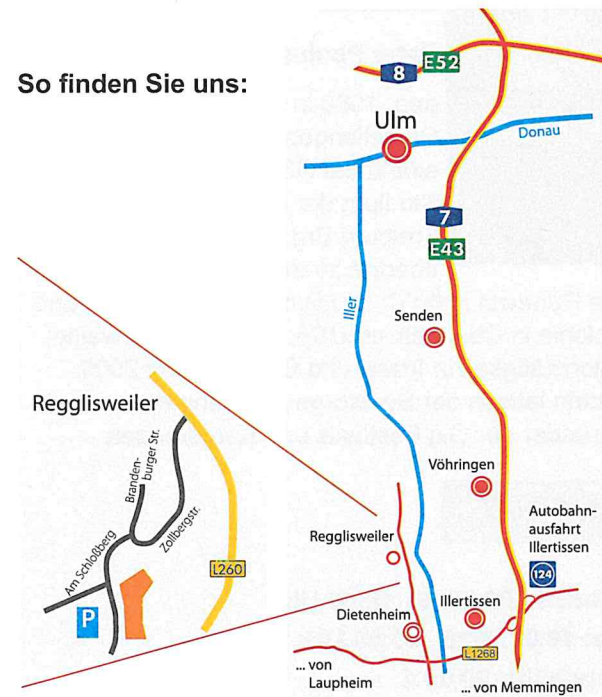 So finden Sie uns:
8
E52
Ulm
Donau
7
E43
Iller
Senden
Vöhringen
Autobahn-
ausfahrt
Illertissen
124
Regglisweiler
Dietenheim
Illertissen
L1268
... von
Laupheim
... von Memmingen
Regglisweiler
Branden-
burger Str.
Zollbergstr.
Am Schloßberg
L260
P